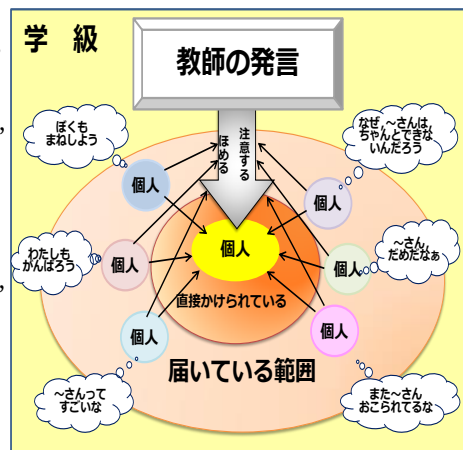 学　級
教師の発言
ほめる
注意する
ぼくも
まねしよう
なぜ、～さんは、
ちゃんとできな
いんだろう
個人
個人
わたしも
がんばろう
個人
個人
個人
～さん、
だめだなぁ
直接かけられている
個人
個人
届いている範囲
～さんって
すごいな
また～さん
おこられてるな